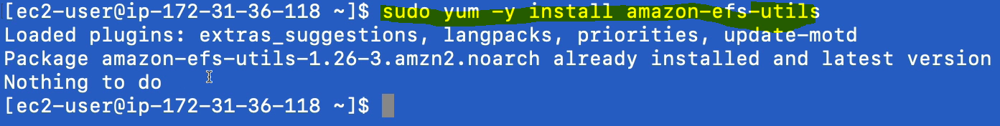 [ec2-user@ip-172-31-36-118 ~]$ sudo yum -y install amazon-efs-utils
Loaded plugins: extras_suggestions, langpacks, priorities, update-motd
Package amazon-efs-utils-1.26-3.amzn2.noarch already installed and latest version
Nothing to do
[ec2-user@ip-172-31-36-118 ~]$